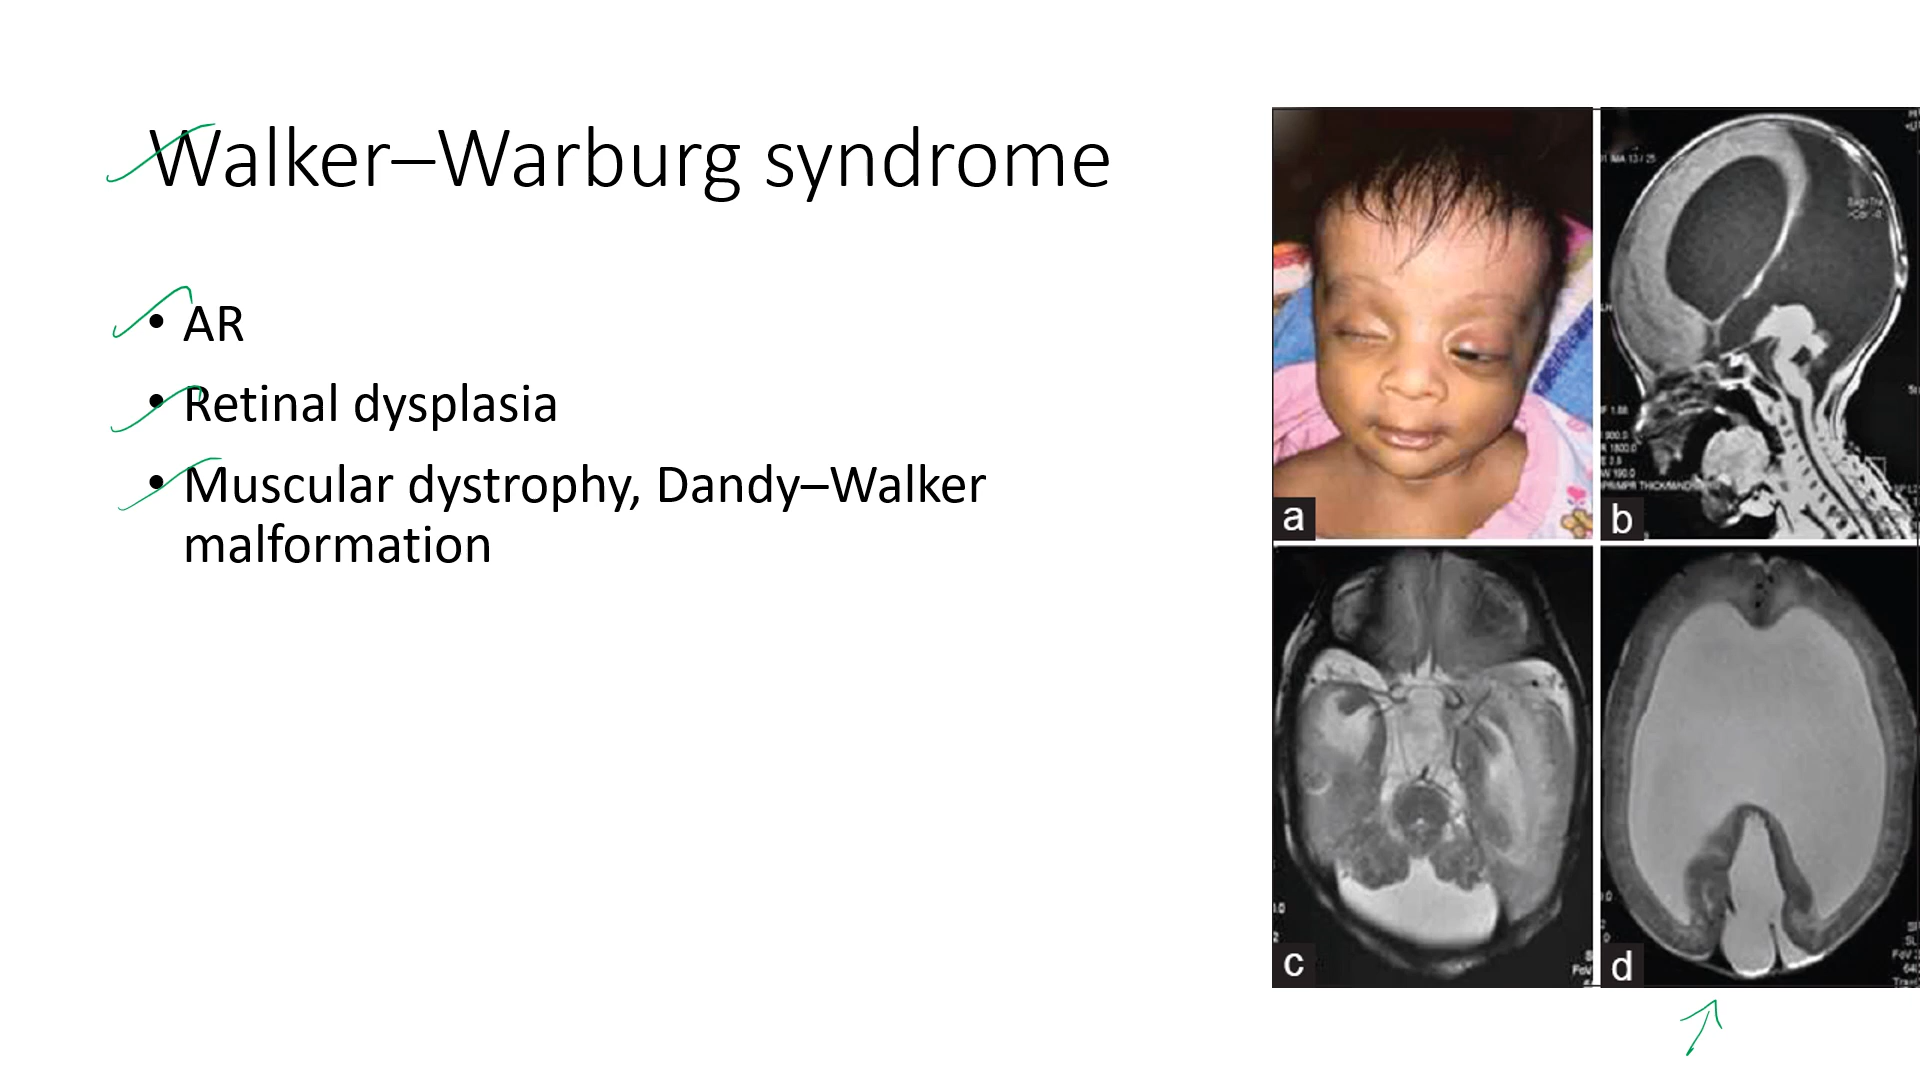 Walker–Warburg syndrome
• AR
• Retinal dysplasia
• Muscular dystrophy, Dandy–Walker
malformation
a
b
c
d